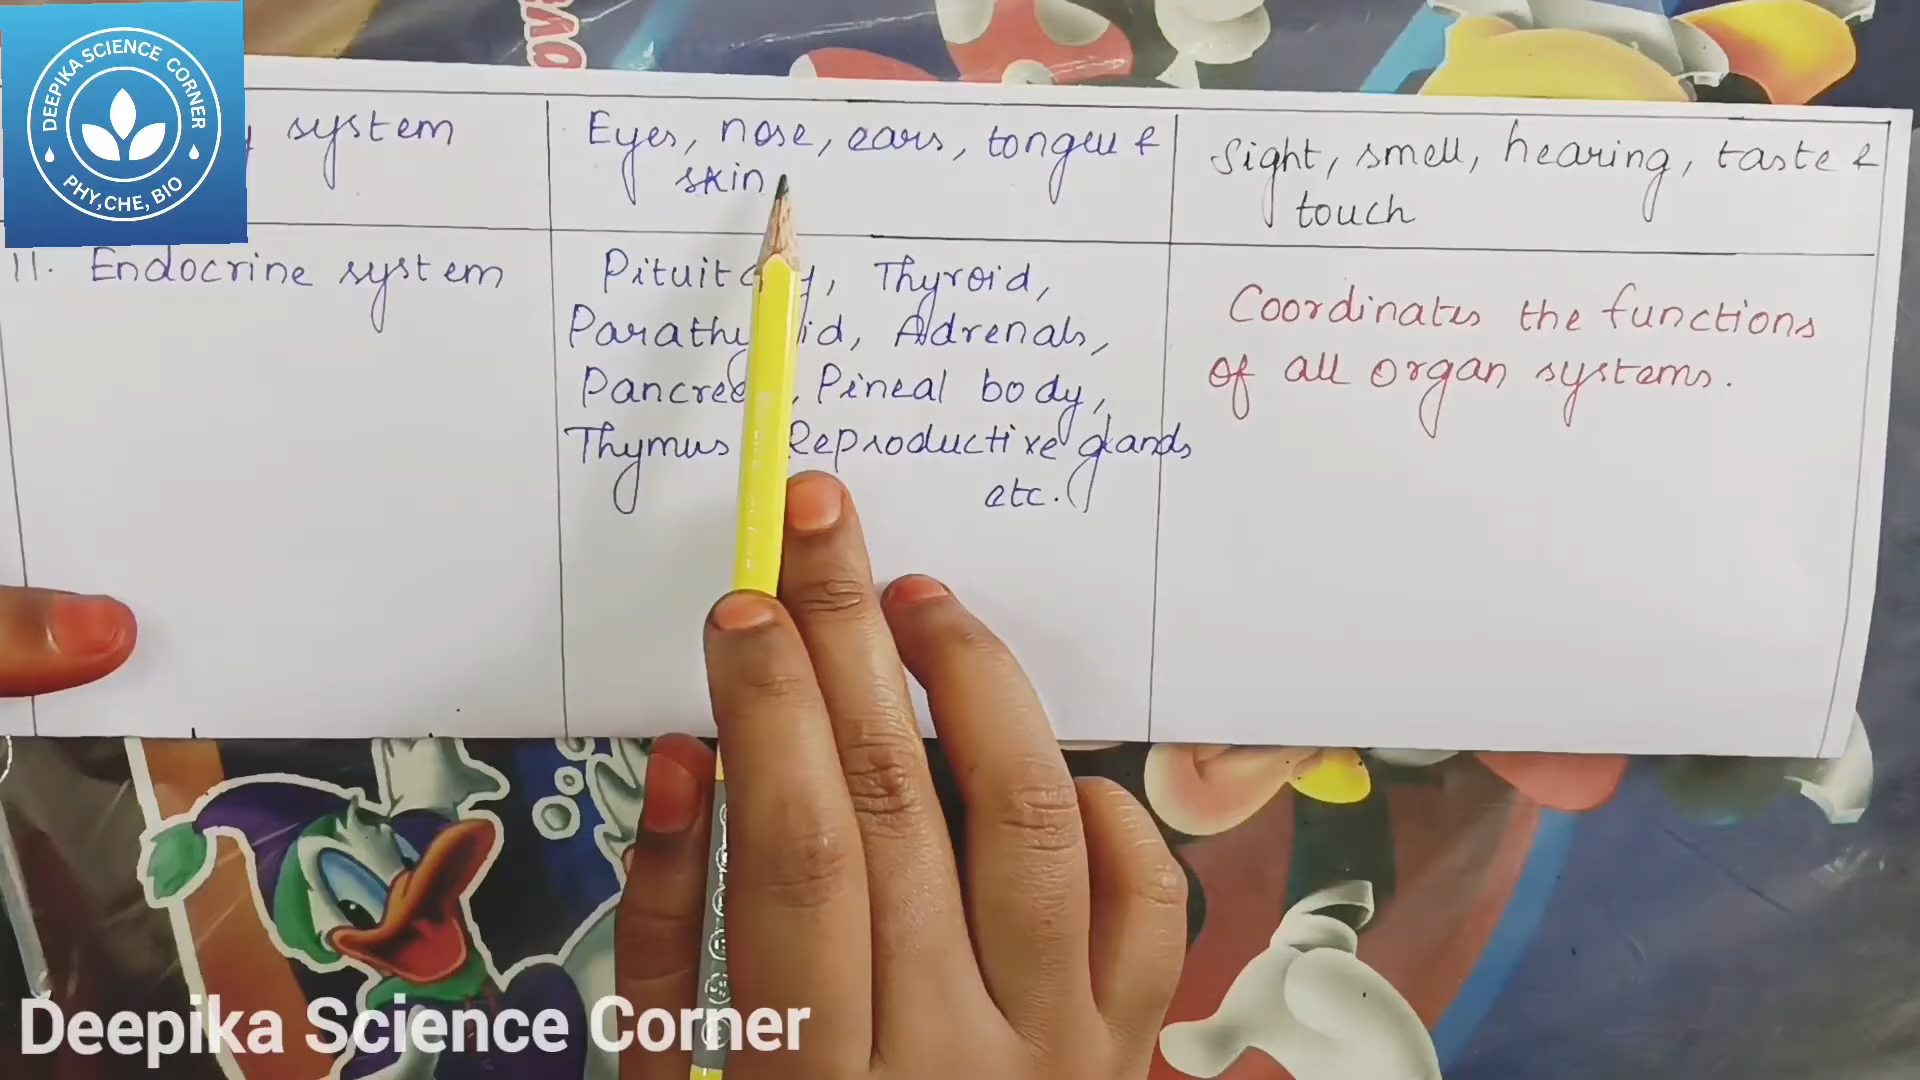 DEEPIKA SCIENCE CORNER
PHY,CHE, BIO
system
Eyes, nose, ears, tongeu &
skin
Sight, smell, hearing, taste &
touch
11. Endocrine system
Thyroid,
Adrenals,
Pineal body,
Thymus Reproductive glands
etc.
Coordinates the functions
of all organ systems.
Deepika Science Corner